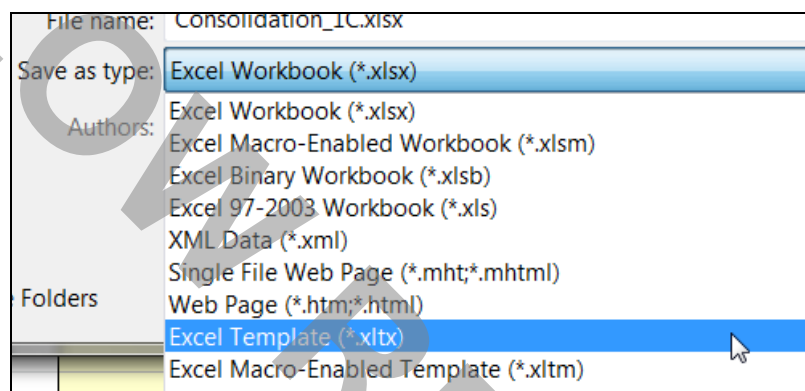 File name: Consolidation_1C.xlsx
Save as type: Excel Workbook (*.xlsx)
Authors:
Excel Workbook (*.xlsx)
Excel Macro-Enabled Workbook (*.xlsm)
Excel Binary Workbook (*.xlsb)
Excel 97-2003 Workbook (*.xls)
XML Data (*.xml)
Single File Web Page (*.mht;*.mhtml)
Folders
Web Page (*.htm;*.html)
Excel Template (*.xltx)
Excel Macro-Enabled Template (*.xltm)